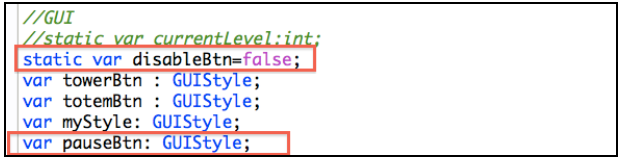 //GUI
//static var currentLevel:int;
static var disableBtn=false;
var towerBtn : GUIStyle;
var totemBtn : GUIStyle;
var myStyle: GUIStyle;
var pauseBtn: GUIStyle;